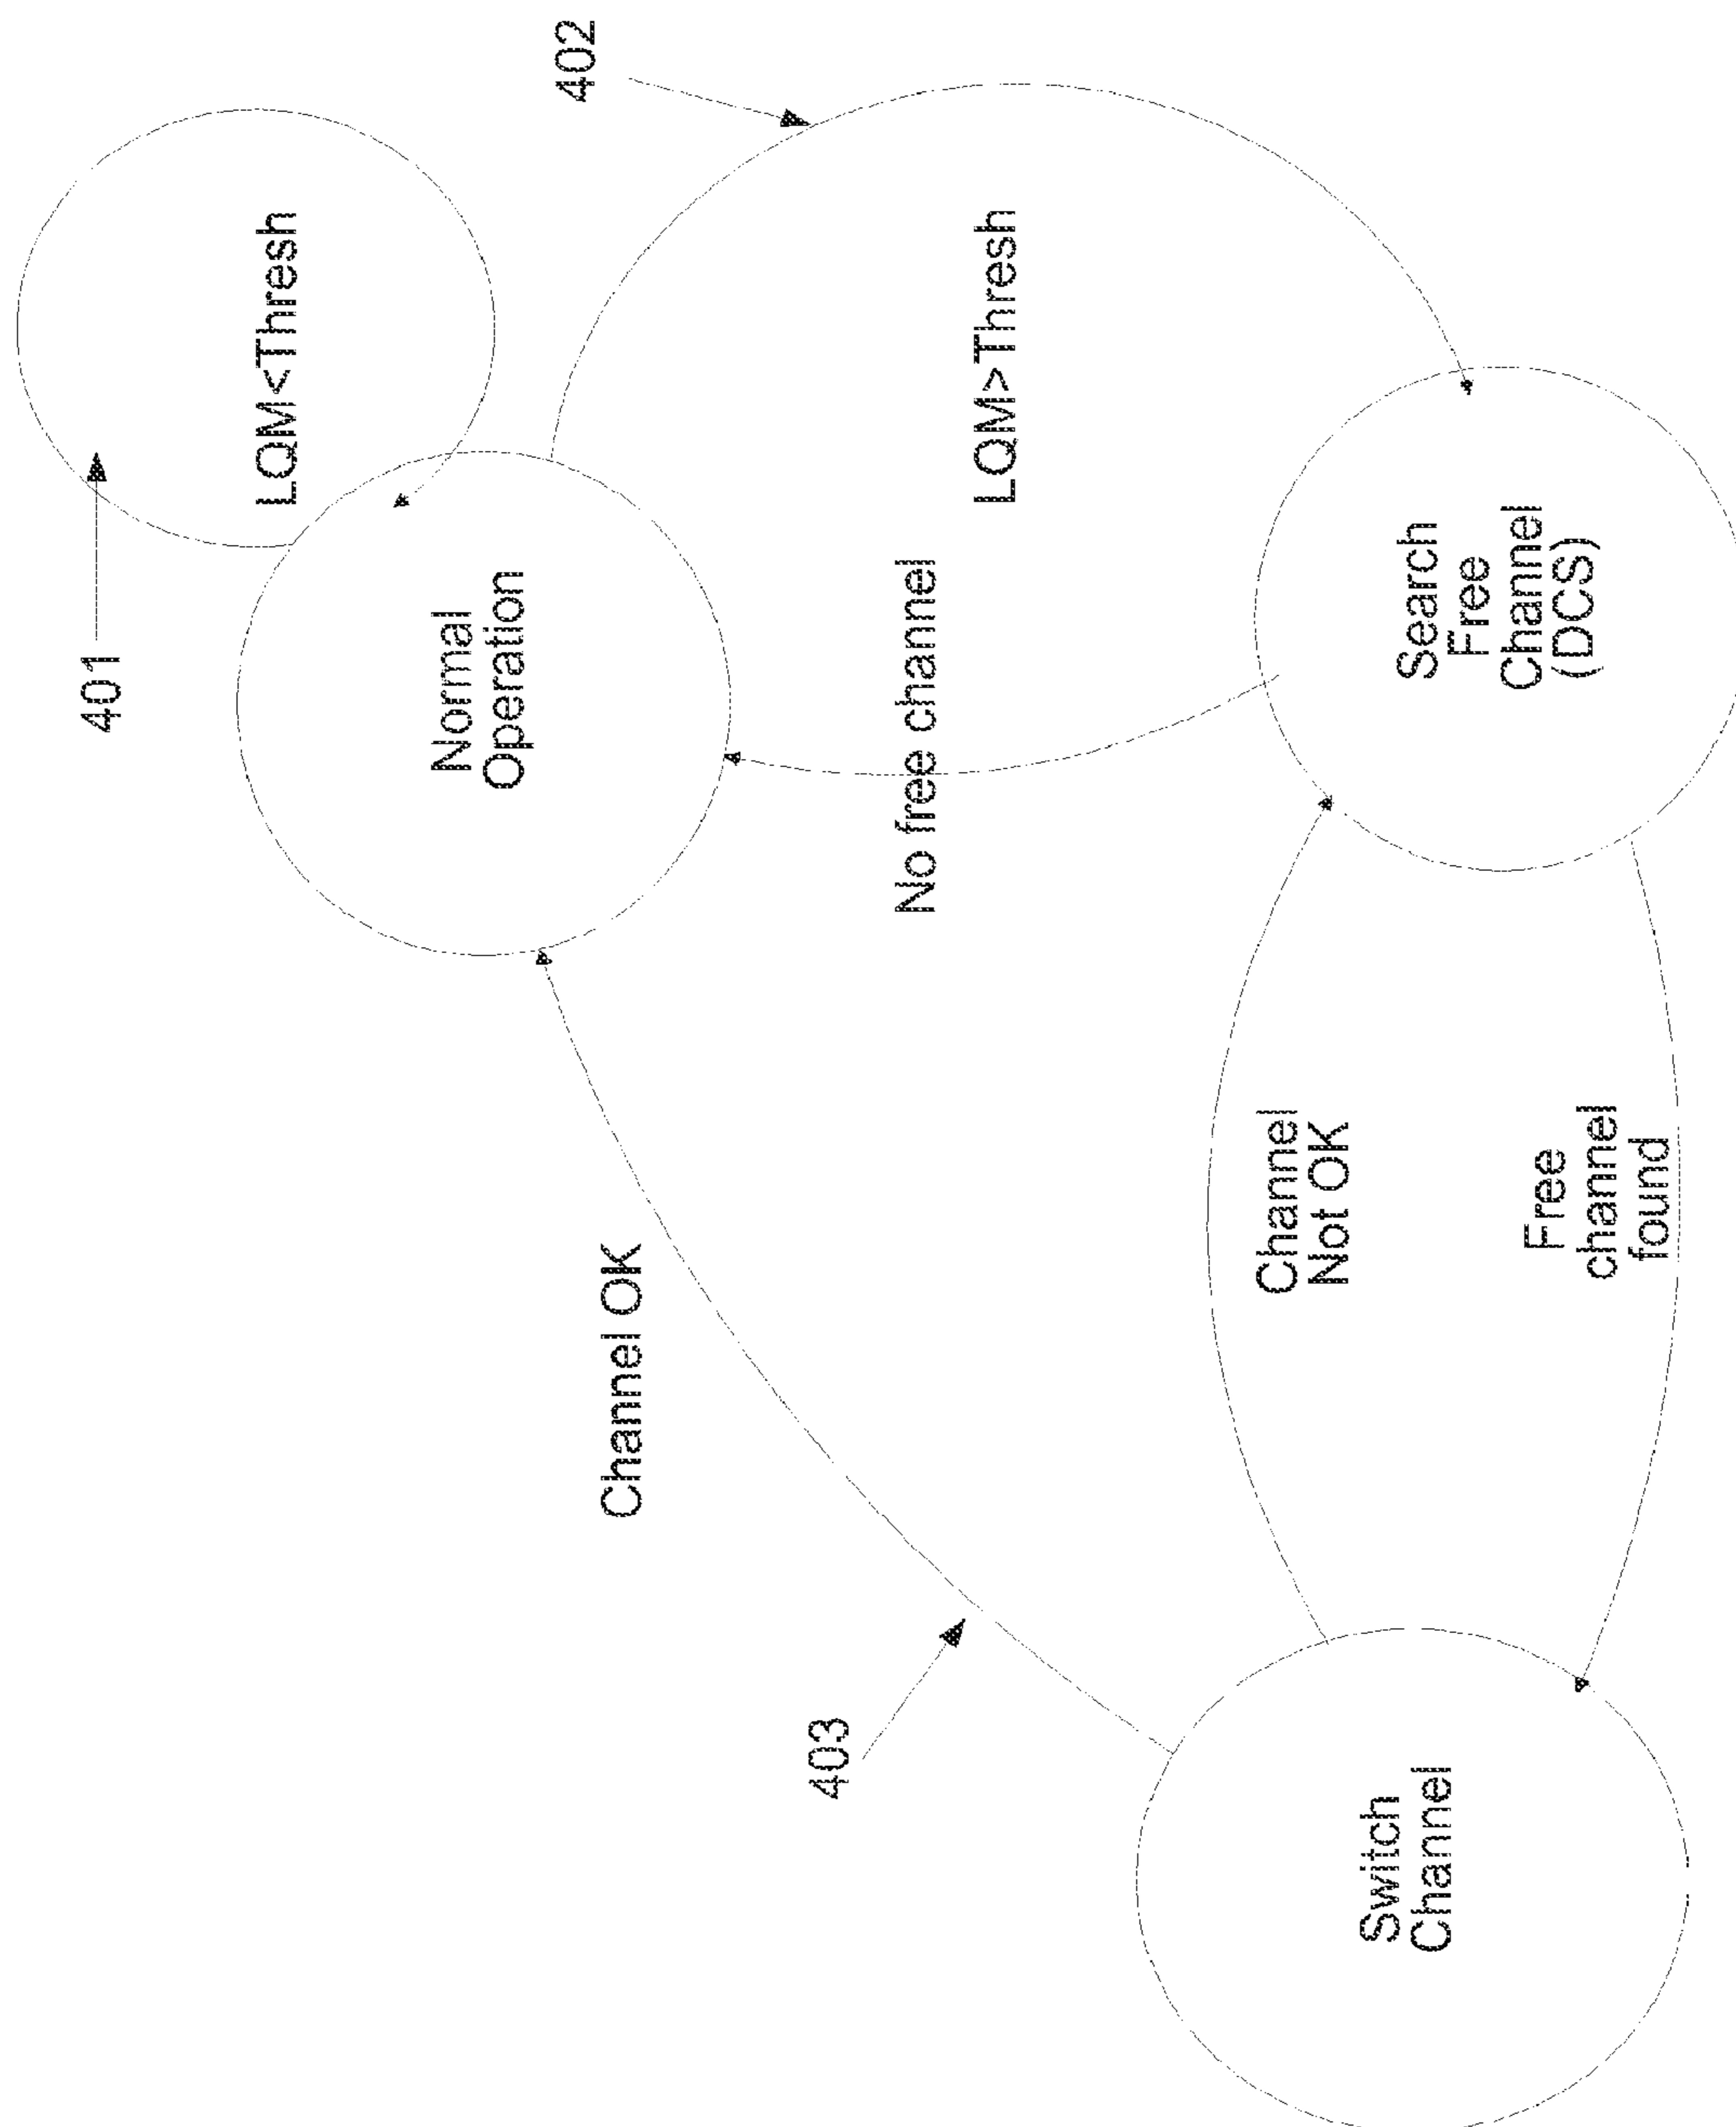 401
LQM<Thresh
402
Normal
Operation
LQM>Thresh
No free channel
Search
Free
Channel
(DCS)
Channel OK
403
Channel
Not OK
Free
channel
found
Switch
Channel